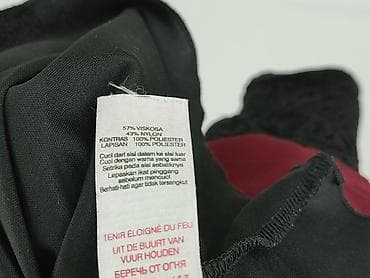 57% VISKOSA
43% NYLON
KONTRAS 100% POLIESTER
LAPISAN 100% POLIESTER
Cuci dari sisi dalam ke sisi luar
Cuci dengan warna yang sama
Setrika pada sisi sebaliknya
Lepaskan ikat pinggang
sebelum mencuci
Berhati-hati agar tidak tersangkut
TENIR ÉLOIGNÉ DU FEU
UIT DE BUURT VAN
VUUR HOUDEN
БЕРЕЧЬ ОТ ОГНЯ